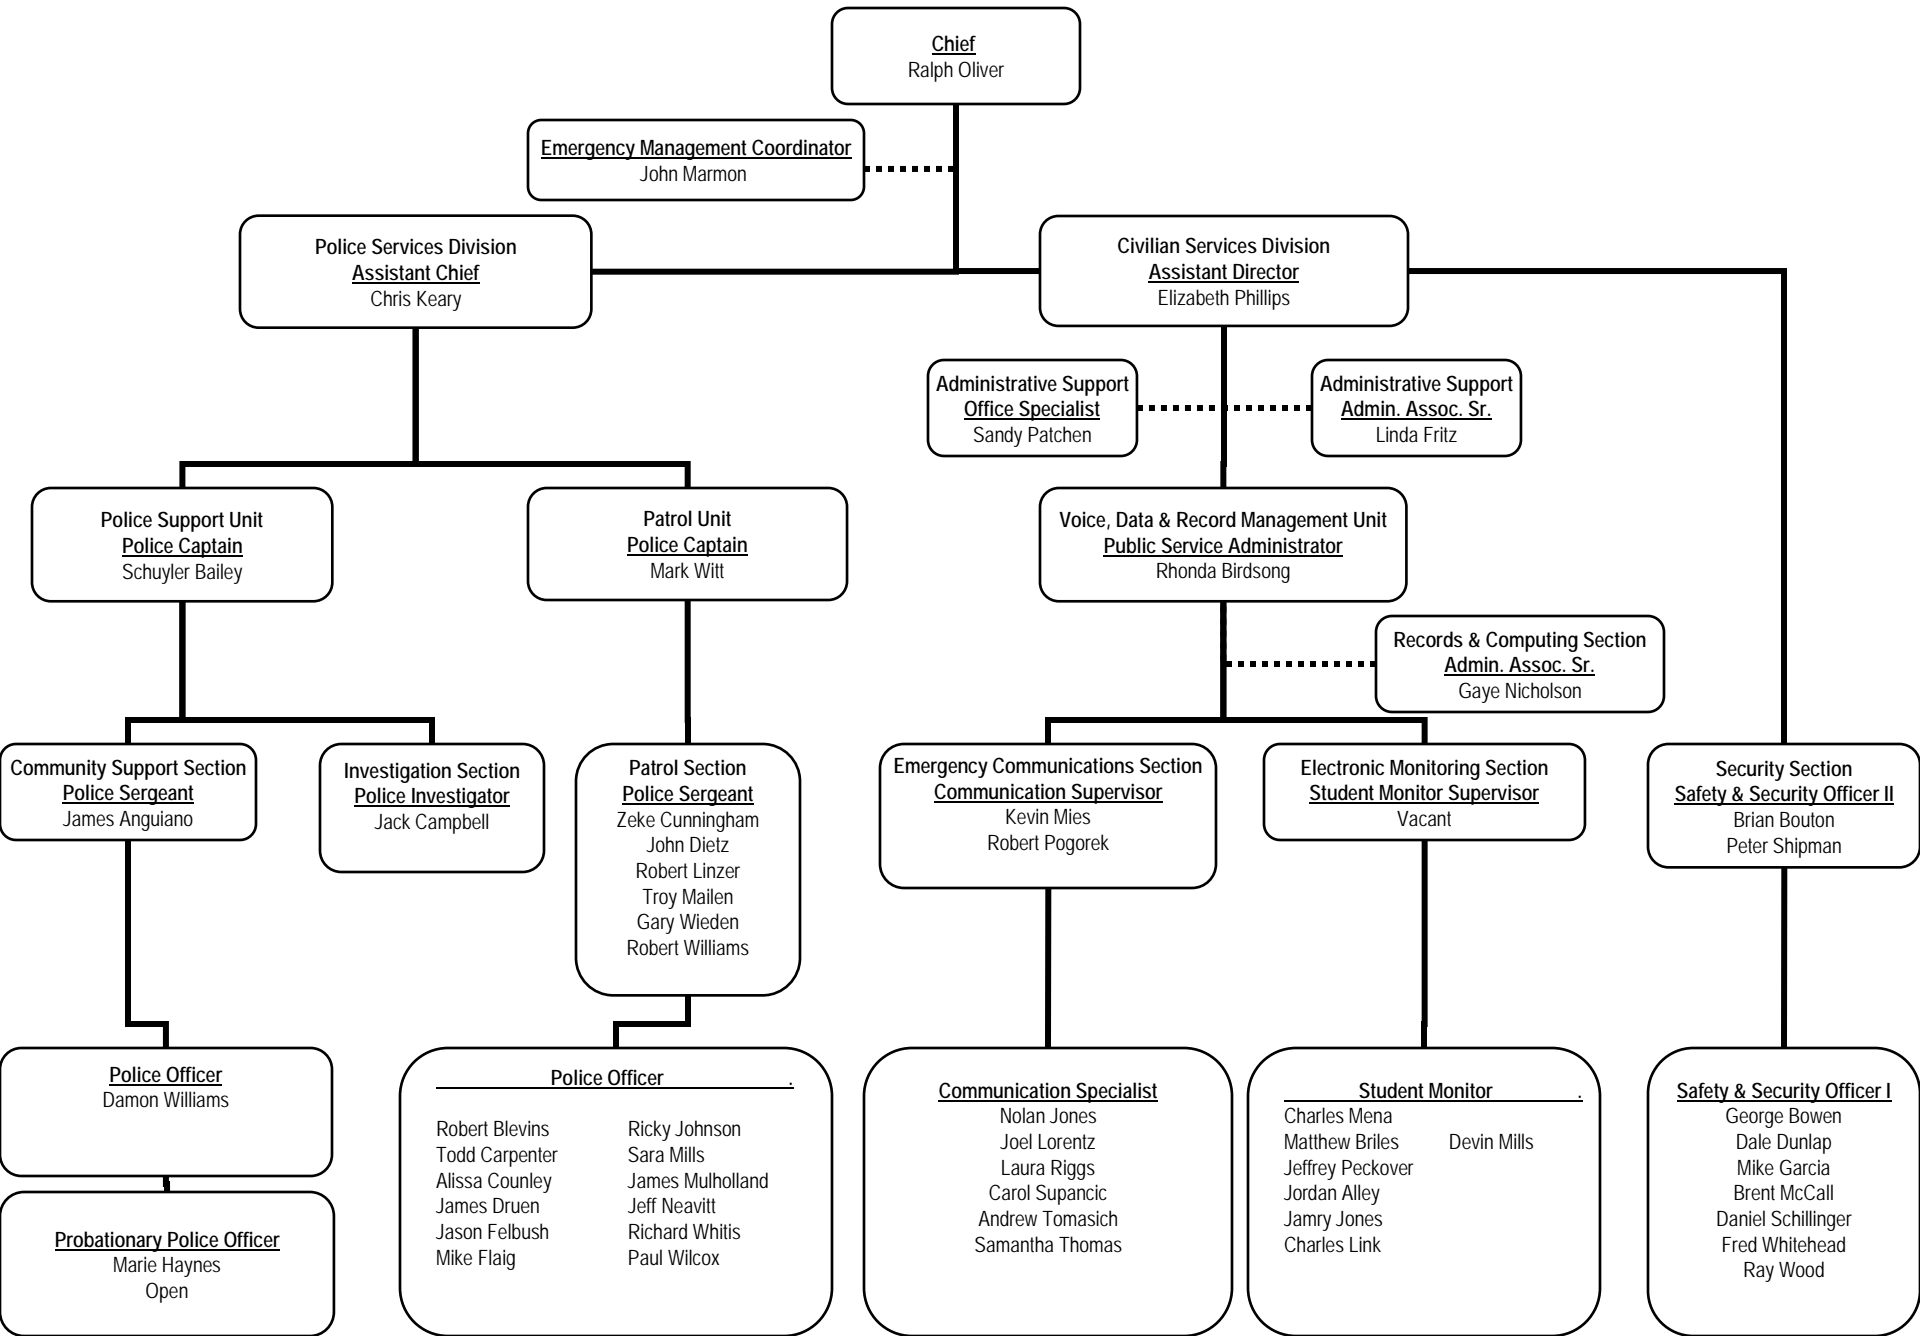 Chief
Ralph Oliver
Emergency Management Coordinator
John Marmon
Police Services Division
Assistant Chief
Chris Keary
Civilian Services Division
Assistant Director
Elizabeth Phillips
Administrative Support
Office Specialist
Sandy Patchen
Administrative Support
Admin. Assoc. Sr.
Linda Fritz
Police Support Unit
Police Captain
Schuyler Bailey
Patrol Unit
Police Captain
Mark Witt
Voice, Data & Record Management Unit
Public Service Administrator
Rhonda Birdsong
Records & Computing Section
Admin. Assoc. Sr.
Gaye Nicholson
Community Support Section
Police Sergeant
James Anguiano
Investigation Section
Police Investigator
Jack Campbell
Patrol Section
Police Sergeant
Zeke Cunningham
John Dietz
Robert Linzer
Troy Mailen
Gary Wieden
Robert Williams
Emergency Communications Section
Communication Supervisor
Kevin Mies
Robert Pogorek
Electronic Monitoring Section
Student Monitor Supervisor
Vacant
Security Section
Safety & Security Officer II
Brian Bouton
Peter Shipman
Police Officer
Damon Williams
Probationary Police Officer
Marie Haynes
Open
Police Officer .
Robert Blevins Ricky Johnson
Todd Carpenter Sara Mills
Alissa Counley James Mulholland
James Druen Jeff Neavitt
Jason Felbush Richard Whitis
Mike Flaig Paul Wilcox
Communication Specialist
Nolan Jones
Joel Lorentz
Laura Riggs
Carol Supancic
Andrew Tomasich
Samantha Thomas
Student Monitor .
Charles Mena
Matthew Briles Devin Mills
Jeffrey Peckover
Jordan Alley
Jamry Jones
Charles Link
Safety & Security Officer I
George Bowen
Dale Dunlap
Mike Garcia
Brent McCall
Daniel Schillinger
Fred Whitehead
Ray Wood